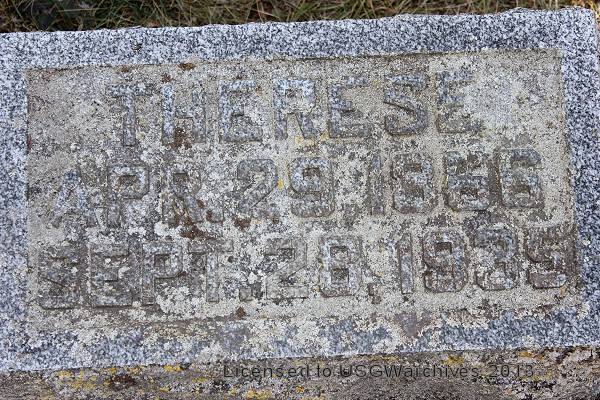 THERESE
APR. 29, 1866
SEPT. 28, 1935
Licensed to USGWarchives, 2013